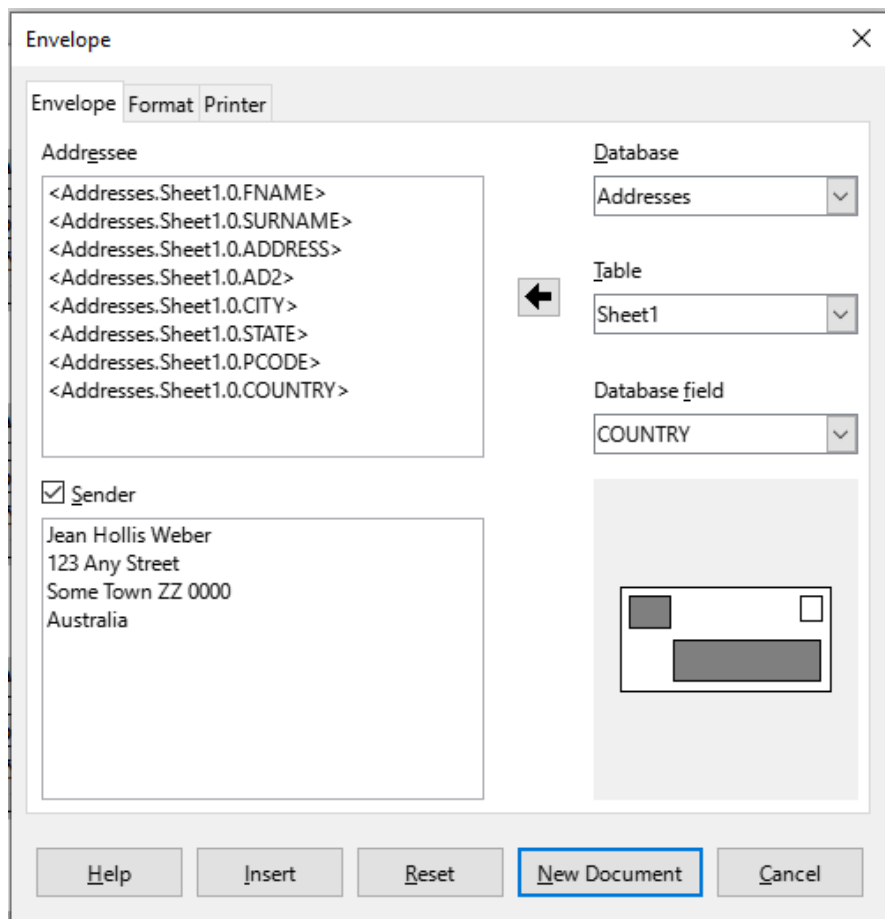 Envelope
Envelope Format Printer
Addressee
<Addresses.Sheet1.0.FNAME>
<Addresses.Sheet1.0.SURNAME>
<Addresses.Sheet1.0.ADDRESS>
<Addresses.Sheet1.0.AD2>
<Addresses.Sheet1.0.CITY>
<Addresses.Sheet1.0.STATE>
<Addresses.Sheet1.0.PCODE>
<Addresses.Sheet1.0.COUNTRY>
Database
Addresses
Table
Sheet1
Database field
COUNTRY
Sender
Jean Hollis Weber
123 Any Street
Some Town ZZ 0000
Australia
Help Insert Reset New Document Cancel